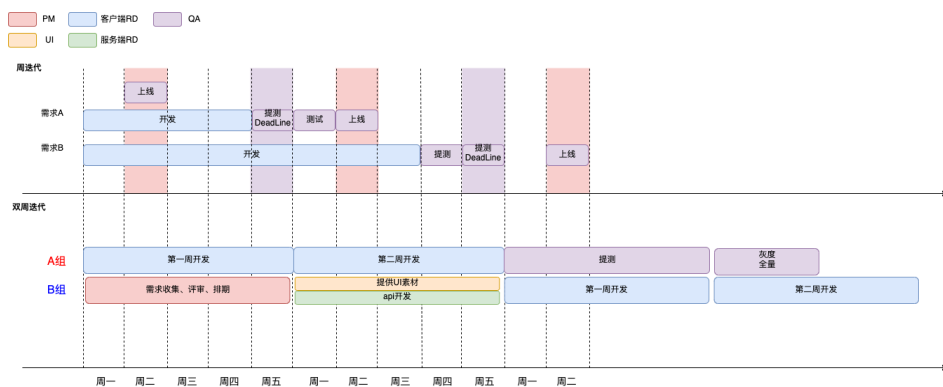 PM 客户端RD QA
UI 服务端RD
周迭代
上线
需求A 开发 提测 测试 上线
DeadLine
需求B 开发 提测 提测 上线
DeadLine
双周迭代
A组 第一周开发 第二周开发 提测 灰度
全量
B组 需求收集、评审、排期 提供UI素材 第一周开发 第二周开发
api开发
周一 周二 周三 周四 周五 周一 周二 周三 周四 周五 周一 周二